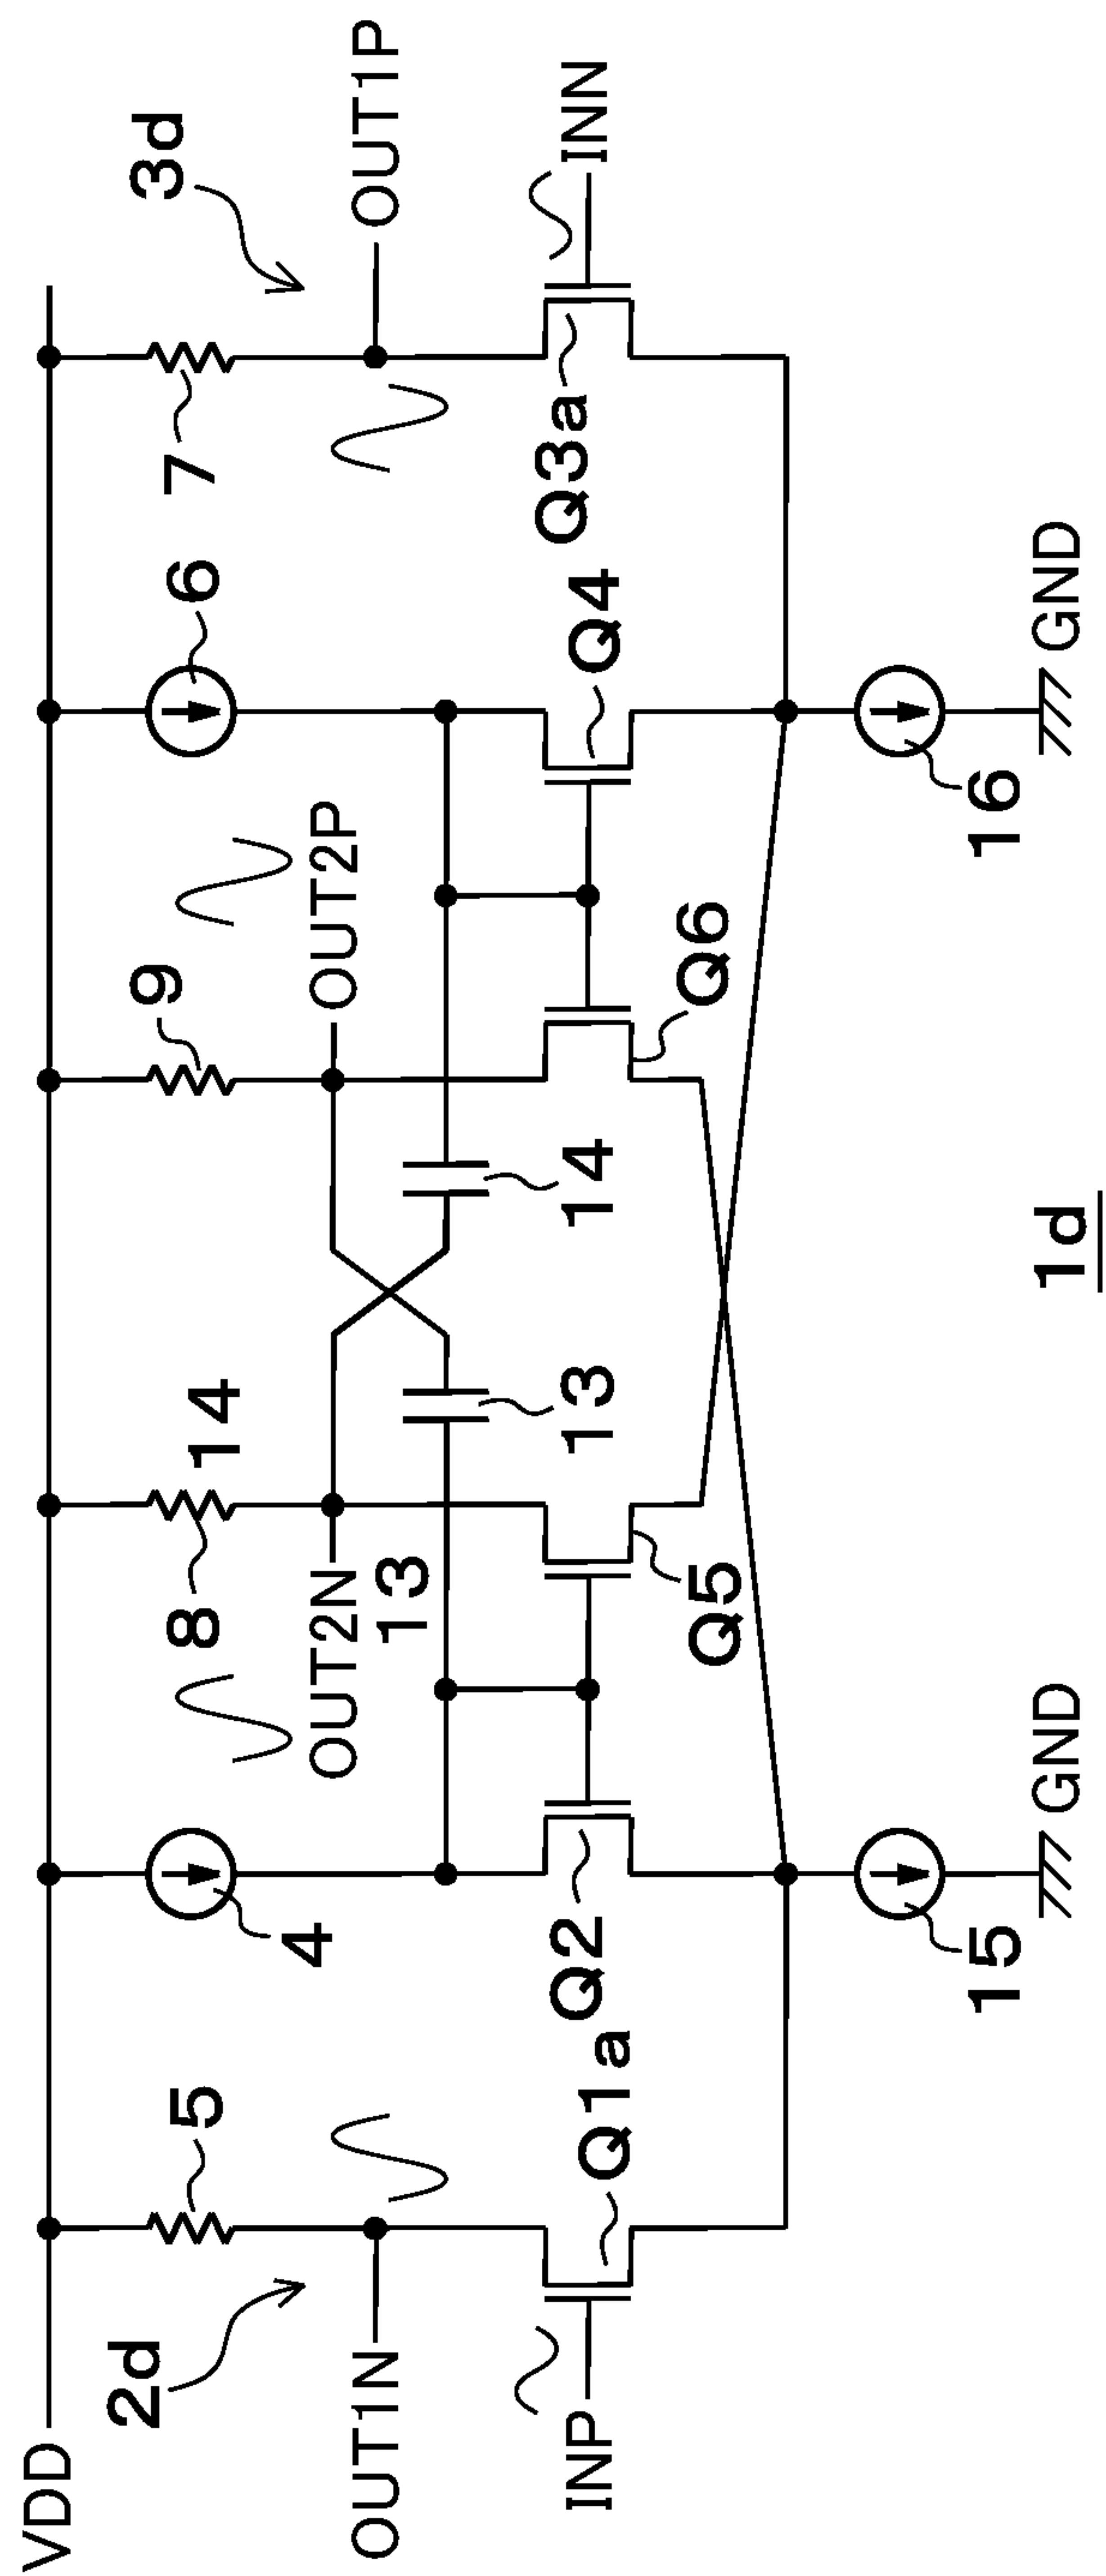 VDD
2d
9
3d
5
8
14
6
7
4
OUT2N
OUT2P
OUT1N
13
OUT1P
INP
Q1a
Q2
13
14
Q4
Q3a
INN
Q5
Q6
15
16
GND
GND
1d